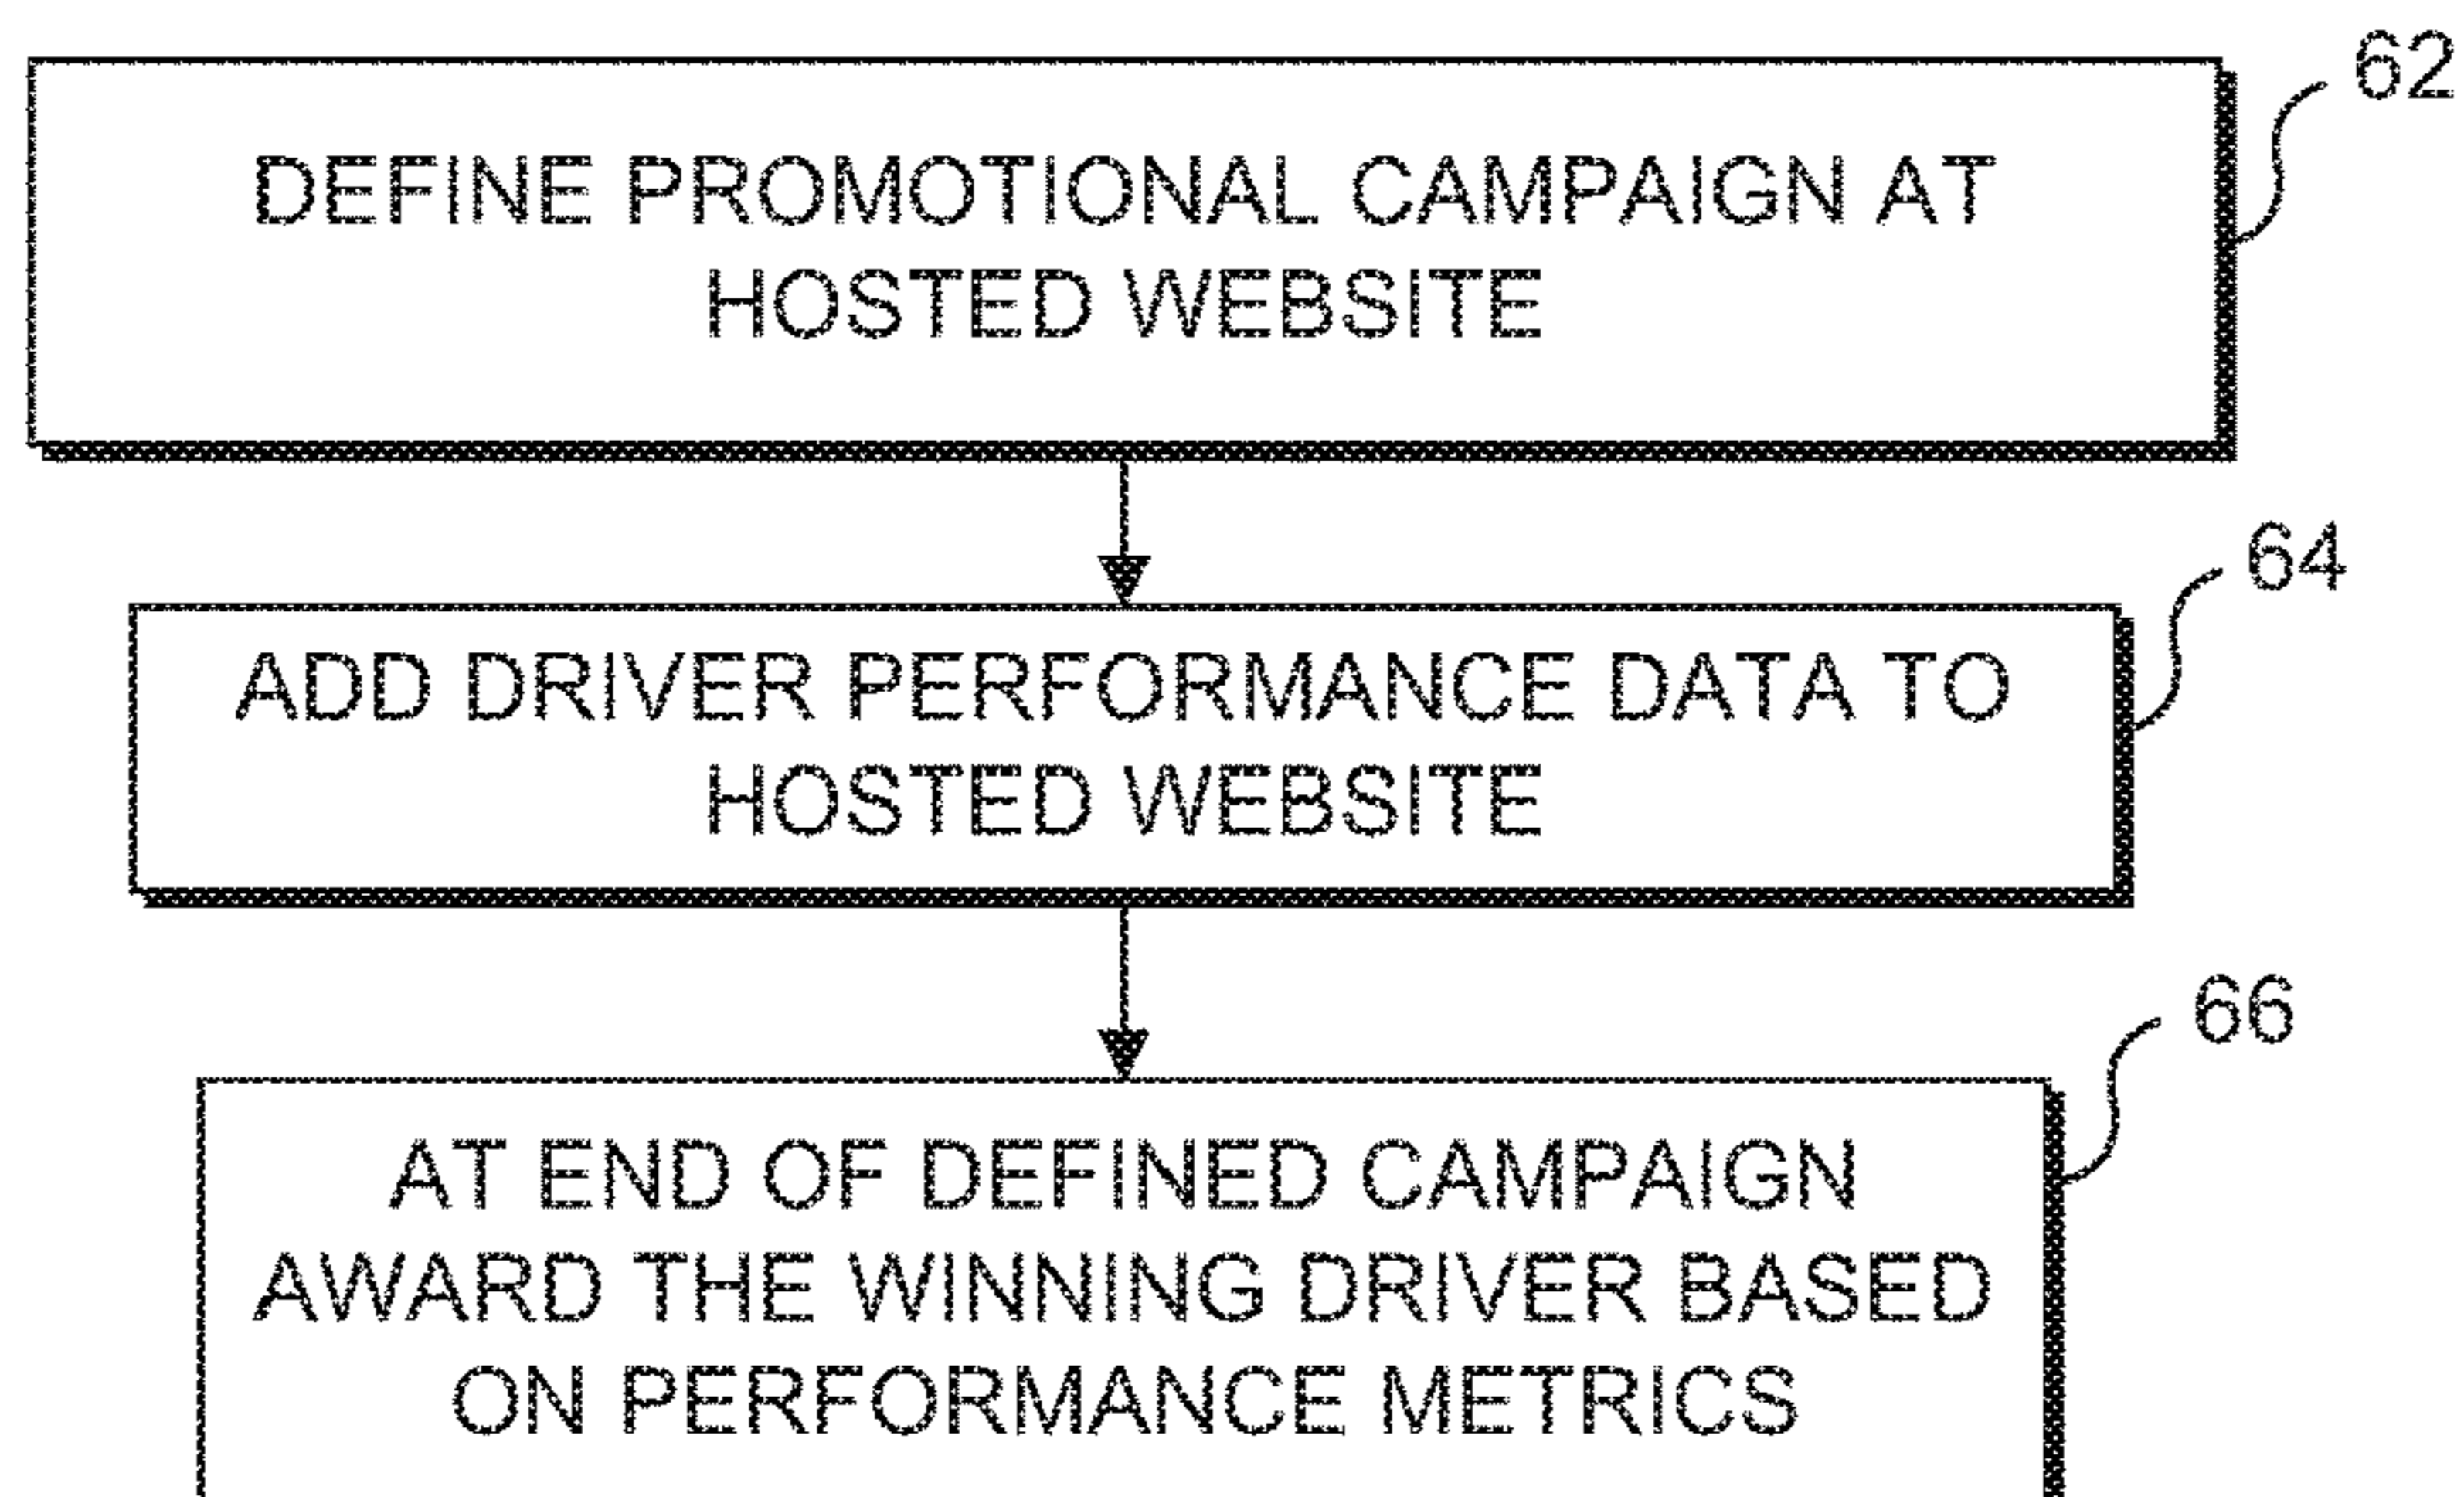 62
DEFINE PROMOTIONAL CAMPAIGN AT
HOSTED WEBSITE
64
ADD DRIVER PERFORMANCE DATA TO
HOSTED WEBSITE
66
AT END OF DEFINED CAMPAIGN
AWARD THE WINNING DRIVER BASED
ON PERFORMANCE METRICS